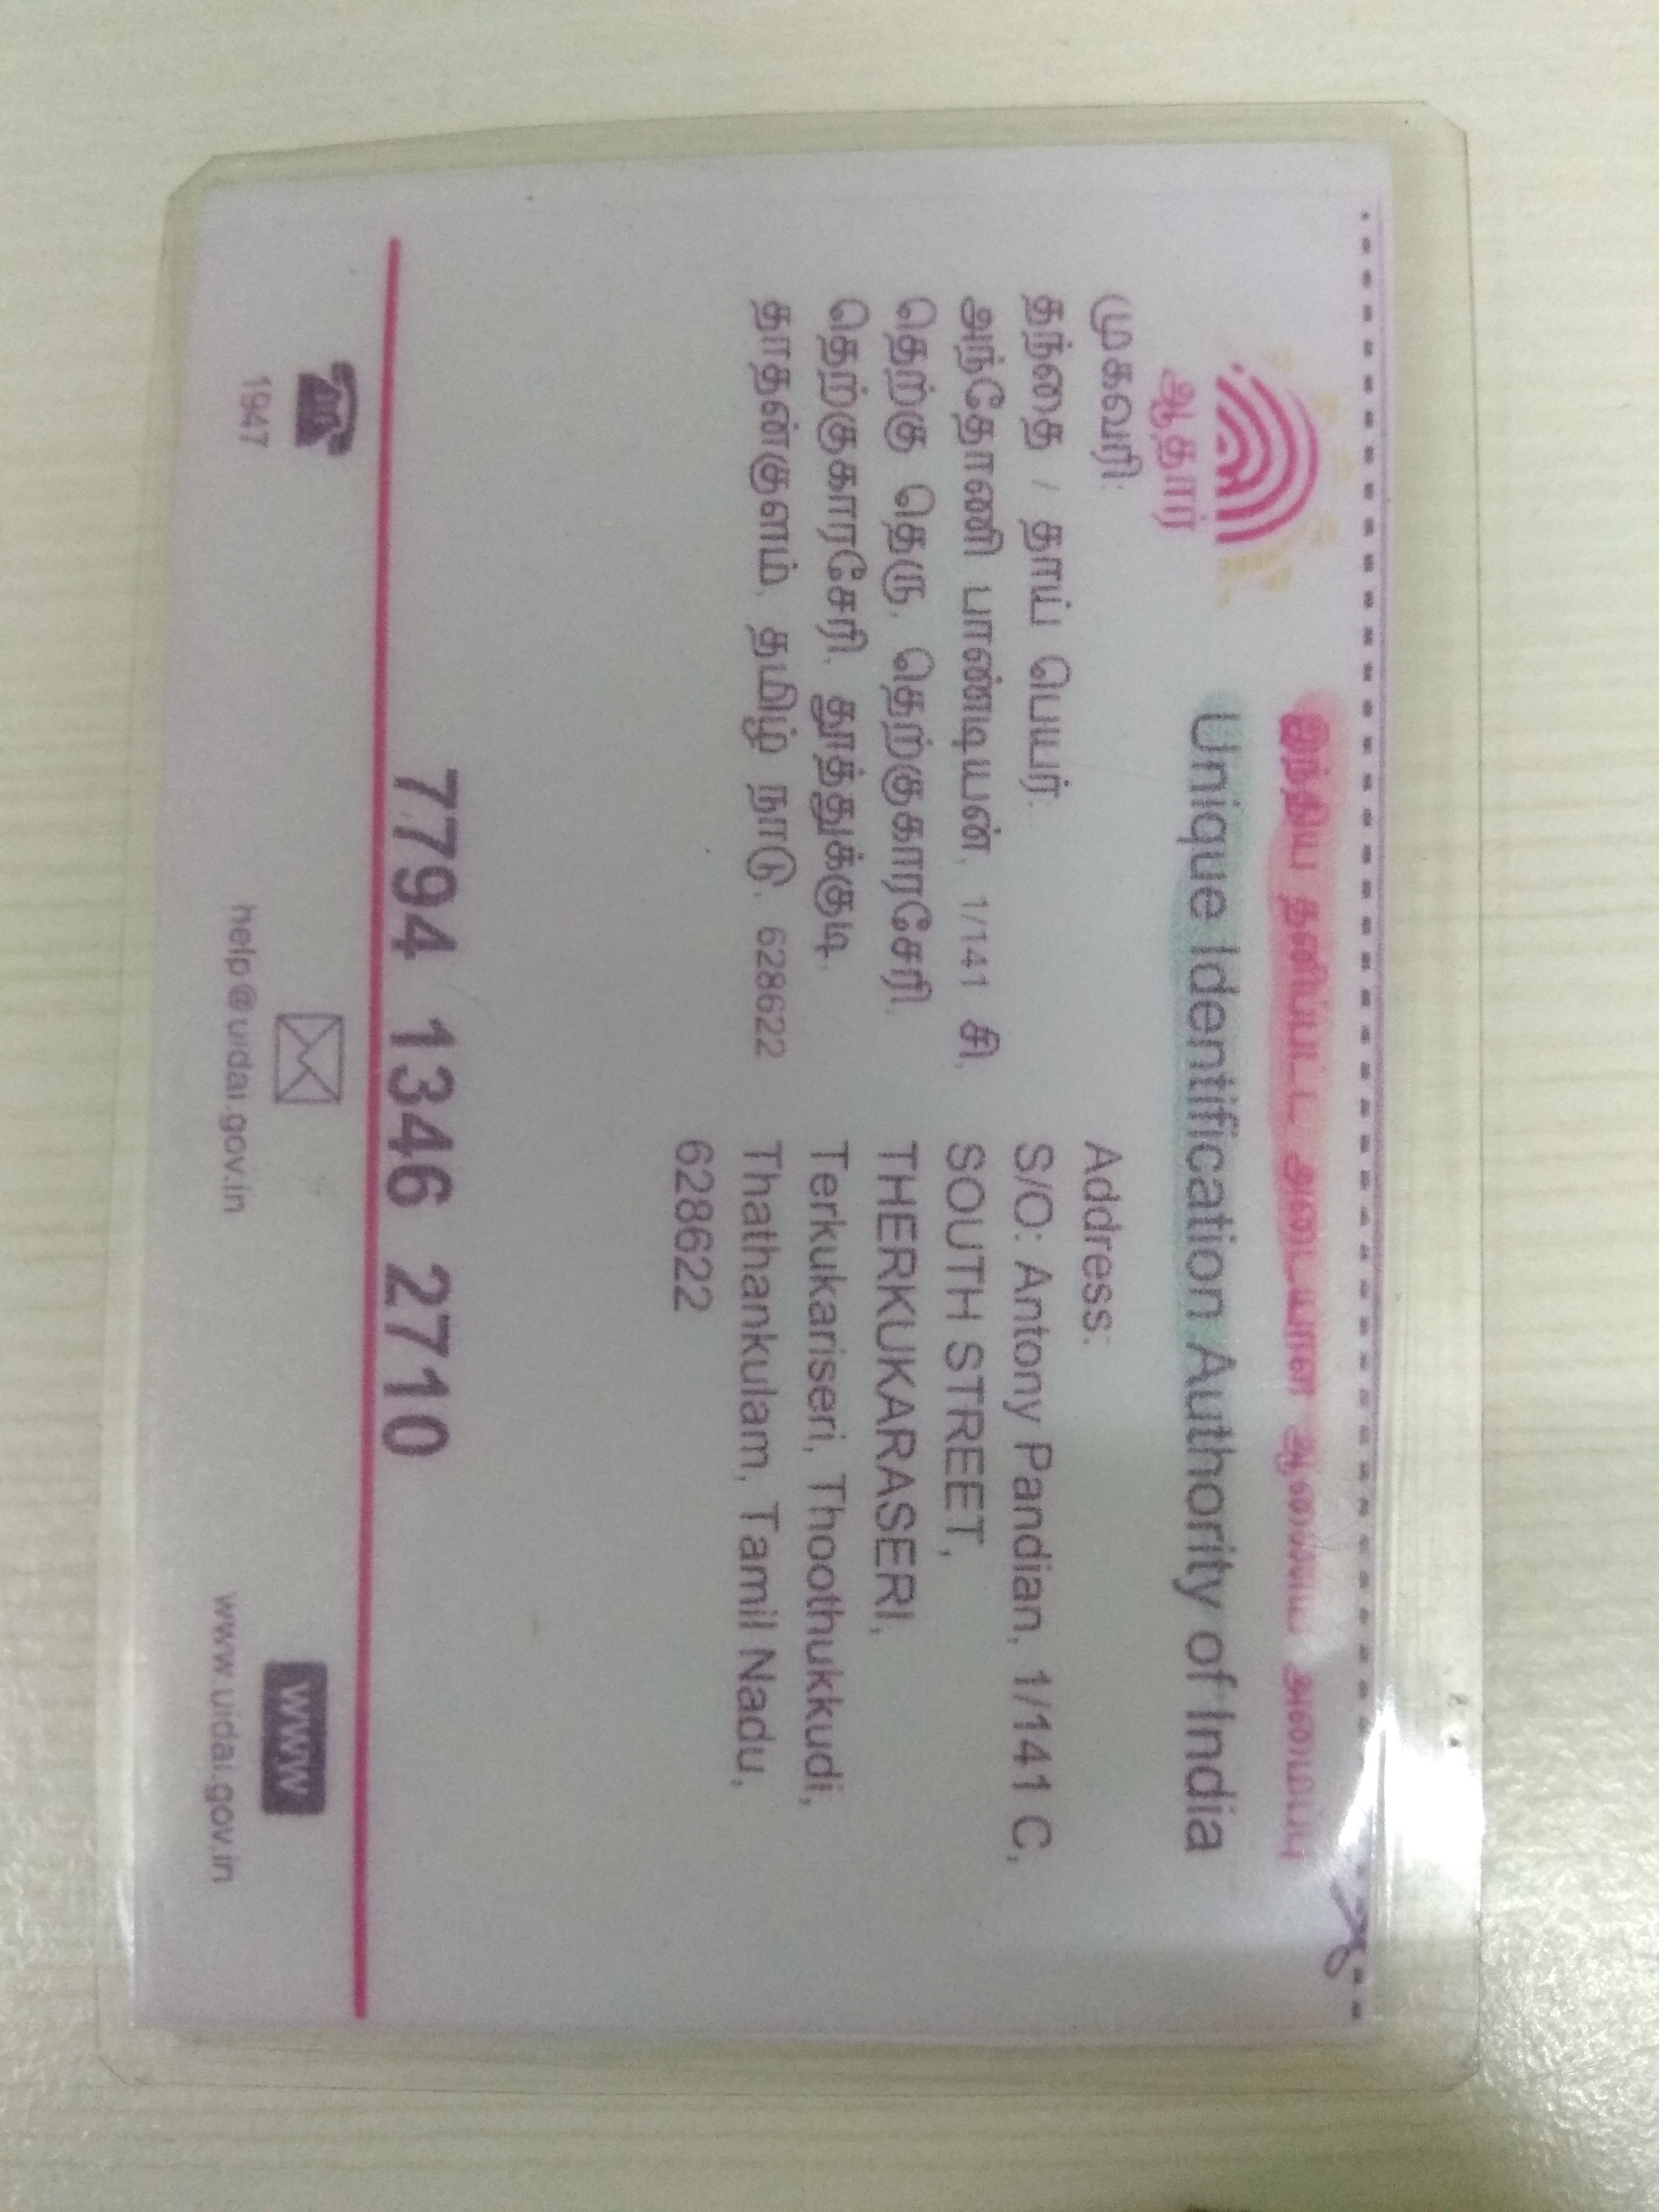 இந்திய தனிப்பட்ட அடையாள ஆணைய அமைப்பு
Unique Identification Authority of India
ஆதார்
முகவரி:
தந்தை / தாய் பெயர்:
அந்தோணி பாண்டியன், 1/141 சி,
தெற்கு தெரு, தெற்குகாரசேரி,
தெற்குகாரசேரி, தூத்துக்குடி,
தாதன்குளம், தமிழ் நாடு, 628622
Address:
S/O: Antony Pandian, 1/141 C,
SOUTH STREET,
THERKUKARASERI,
Terkukariseri, Thoothukkudi,
Thathankulam, Tamil Nadu,
628622
7794 1346 2710
1947
help@uidai.gov.in
www
www.uidai.gov.in